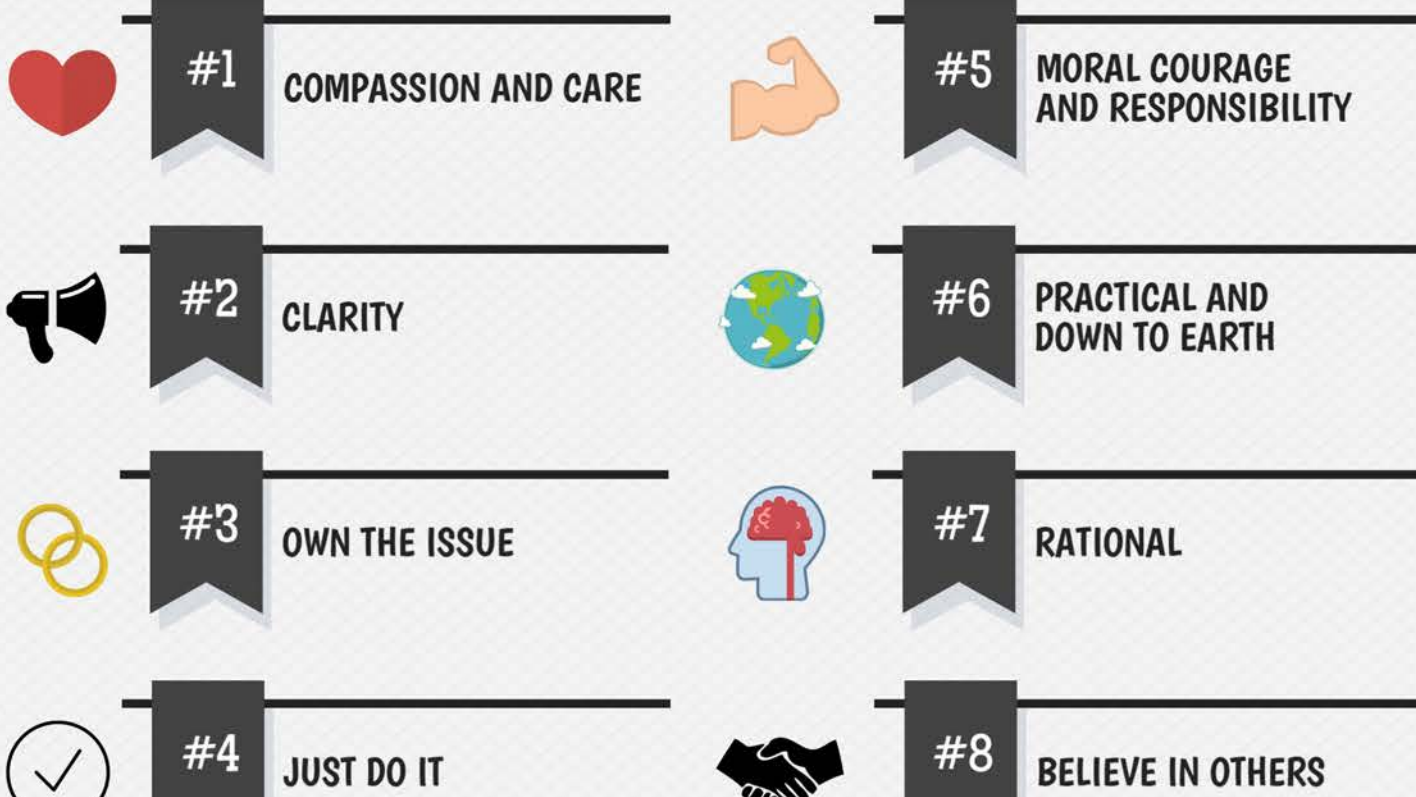 #1
COMPASSION AND CARE
#2
CLARITY
#3
OWN THE ISSUE
#4
JUST DO IT
#5
MORAL COURAGE
AND RESPONSIBILITY
#6
PRACTICAL AND
DOWN TO EARTH
#7
RATIONAL
#8
BELIEVE IN OTHERS